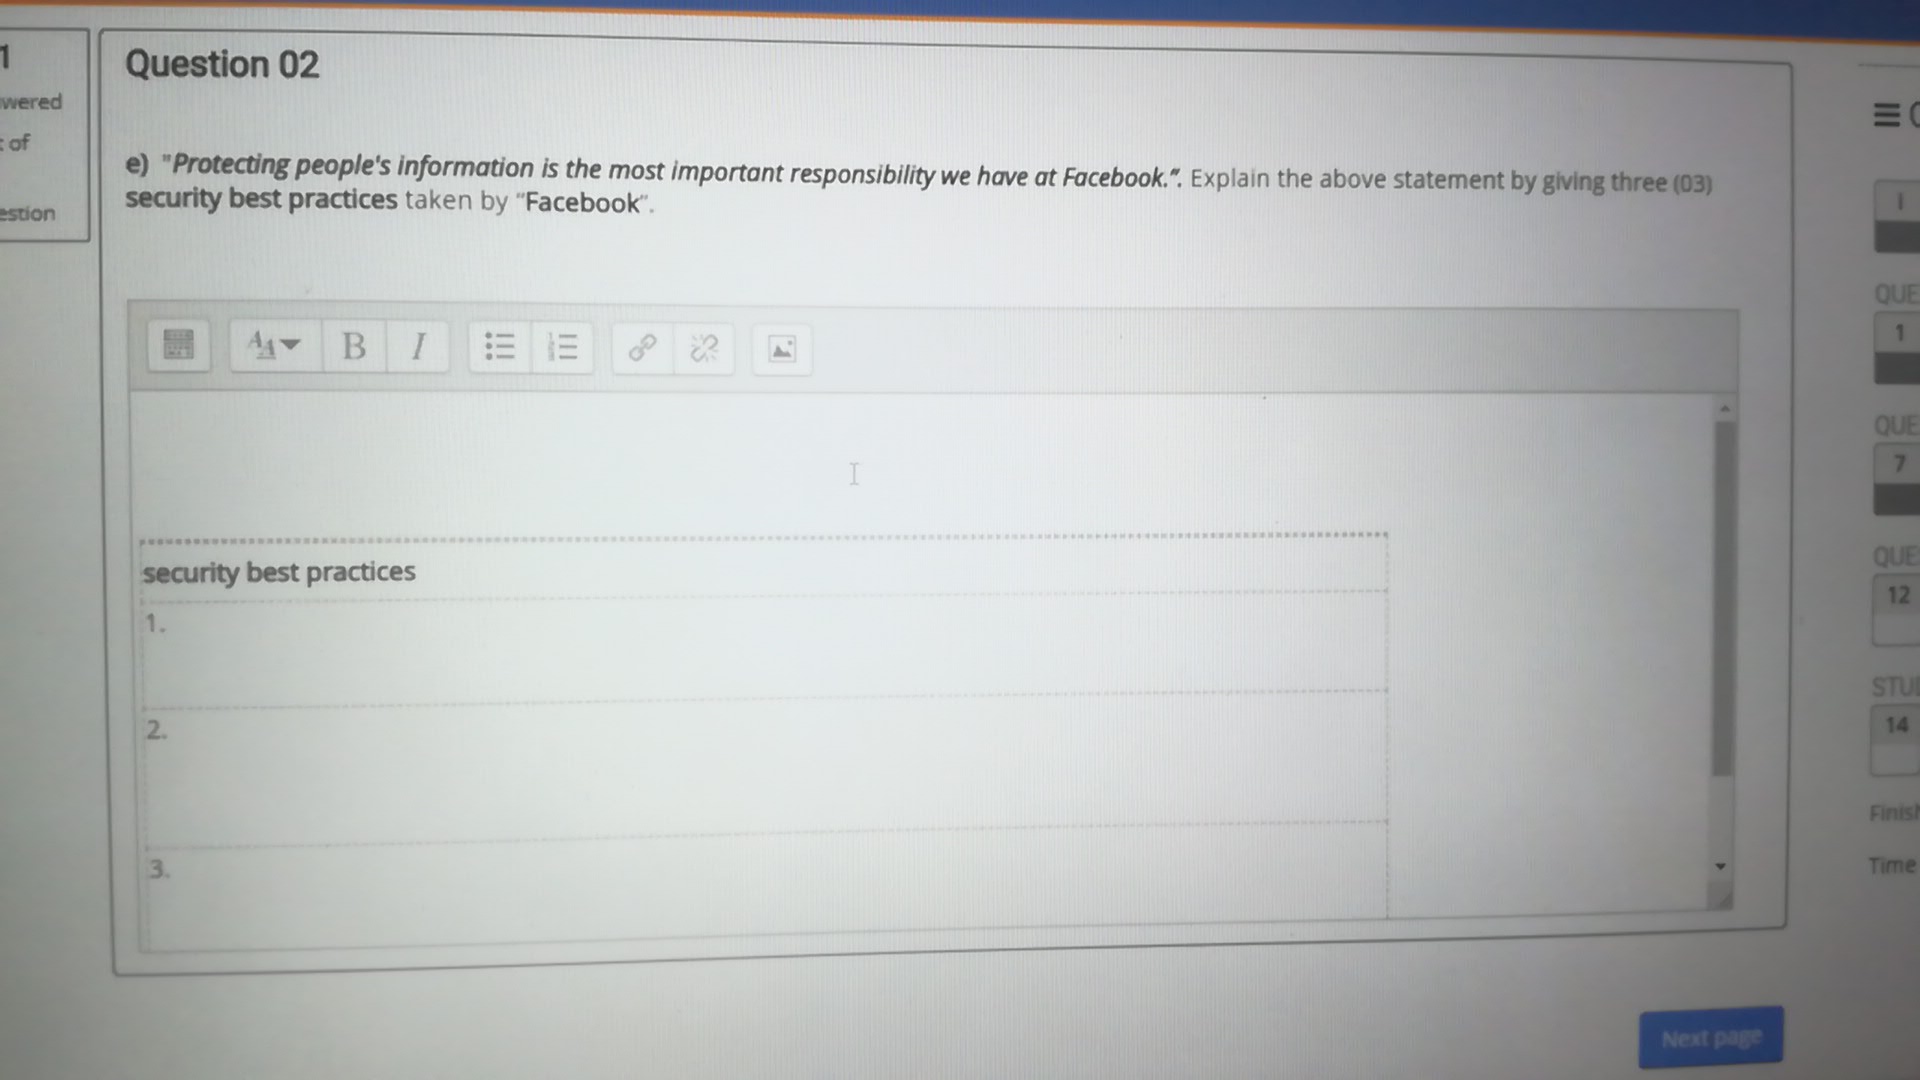 1
wered
of
estion
Question 02
e) "Protecting people's information is the most important responsibility we have at Facebook.". Explain the above statement by giving three (03)
security best practices taken by "Facebook".
B I
security best practices
1.
2.
3.
i
QUE
1
QUE
7
QUE
12
STU
14
Finish
Time
Next page